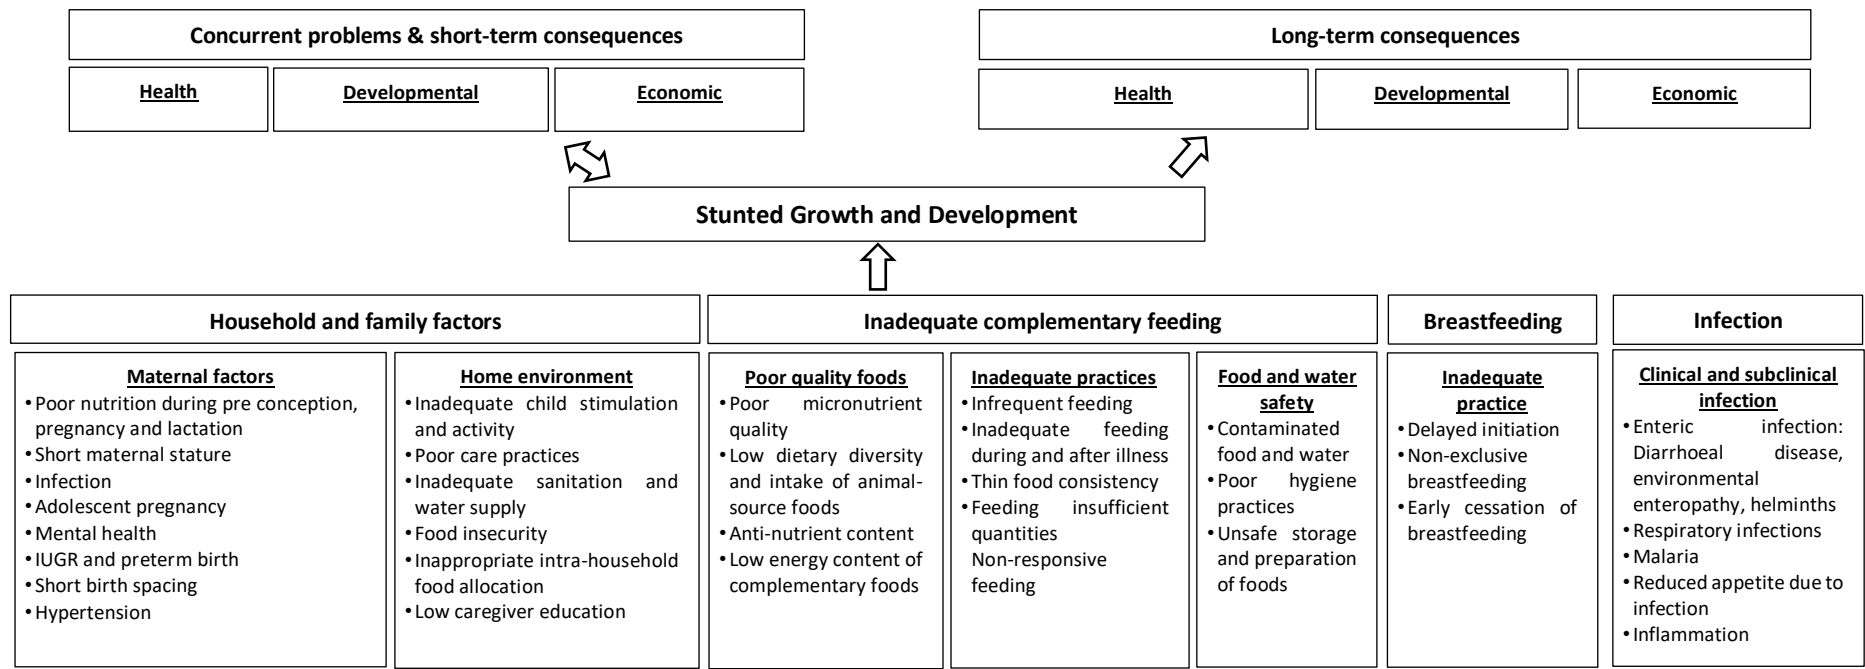 Concurrent problems & short-term consequences
Health
Developmental
Economic
Long-term consequences
Health
Developmental
Economic
Stunted Growth and Development
Household and family factors
Maternal factors
•Poor nutrition during pre conception,
pregnancy and lactation
•Short maternal stature
•Infection
•Adolescent pregnancy
•Mental health
•IUGR and preterm birth
•Short birth spacing
•Hypertension
Home environment
•Inadequate child stimulation
and activity
•Poor care practices
•Inadequate sanitation and
water supply
•Food insecurity
•Inappropriate intra-household
food allocation
•Low caregiver education
Inadequate complementary feeding
Poor quality foods
•Poor micronutrient
quality
•Low dietary diversity
and intake of animal-
source foods
•Anti-nutrient content
•Low energy content of
complementary foods
Inadequate practices
•Infrequent feeding
•Inadequate feeding
during and after illness
•Thin food consistency
•Feeding insufficient
quantities
Non-responsive
feeding
Food and water
safety
•Contaminated
food and water
•Poor hygiene
practices
•Unsafe storage
and preparation
of foods
Breastfeeding
Inadequate
practice
•Delayed initiation
•Non-exclusive
breastfeeding
•Early cessation of
breastfeeding
Infection
Clinical and subclinical
infection
•Enteric infection:
Diarrhoeal disease,
environmental
enteropathy, helminths
•Respiratory infections
•Malaria
•Reduced appetite due to
infection
•Inflammation